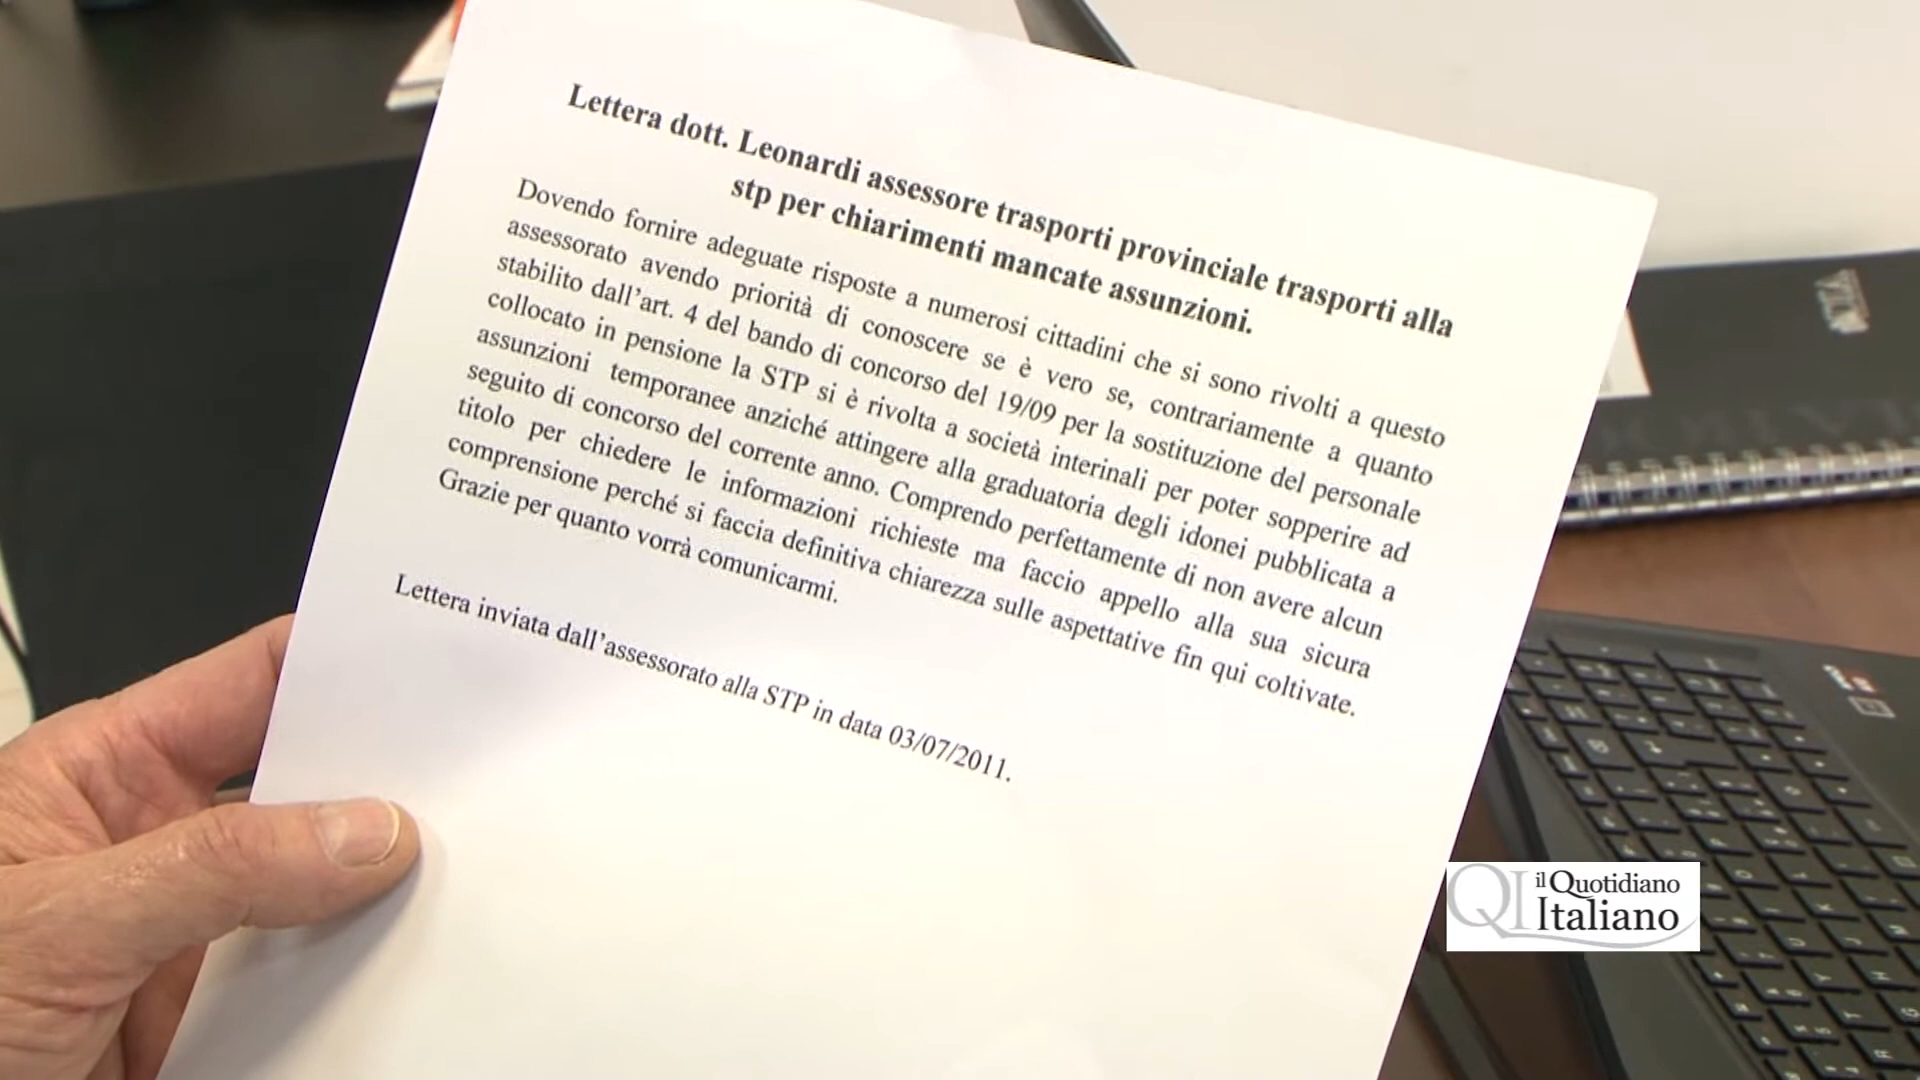 Lettera dott. Leonardi assessore trasporti provinciale trasporti alla
stp per chiarimenti mancate assunzioni.
Dovendo fornire adeguate risposte a numerosi cittadini che si sono rivolti a questo
assessorato avendo priorità di conoscere se è vero se, contrariamente a quanto
stabilito dall'art. 4 del bando di concorso del 19/09 per la sostituzione del personale
collocato in pensione la STP si è rivolta a società interinali per poter sopperire ad
assunzioni temporanee anziché attingere alla graduatoria degli idonei pubblicata a
seguito di concorso del corrente anno. Comprendo perfettamente di non avere alcun
titolo per chiedere le informazioni richieste ma faccio appello alla sua sicura
comprensione perché si faccia definitiva chiarezza sulle aspettative fin qui coltivate.
Grazie per quanto vorrà comunicarmi.
Lettera inviata dall'assessorato alla STP in data 03/07/2011.
QI il Quotidiano
Italiano